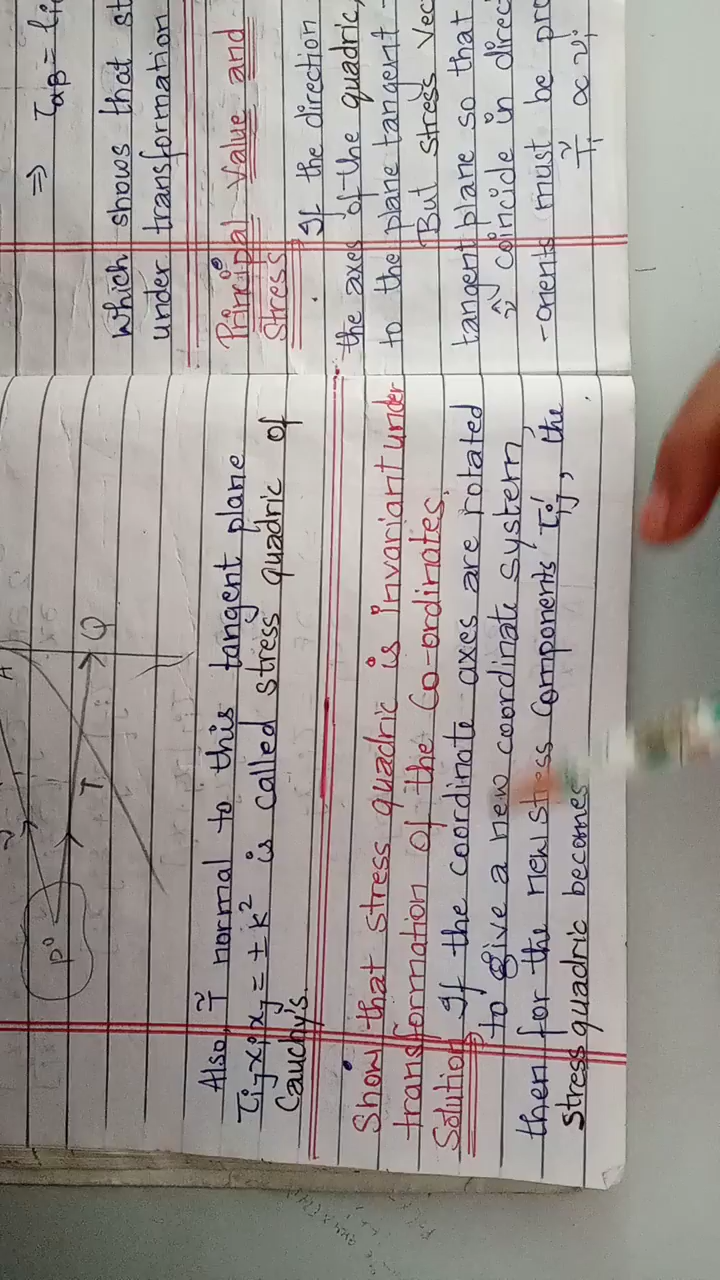 P°
ν
T
A
Q
Also, ṽT normal to this tangent plane
τij xi xj = ± k² is called stress quadric of
Cauchy's.
Show that stress quadric is invariant under
transformation of the co-ordinates.
Solution, If the coordinate axes are rotated
to give a new coordinate system,
then for the new stress components τ'ij, the
stress quadric becomes
⇒ ταβ =
which shows that
under transformation
Principal Value and
Stress,
If the direction
the axes of the quadric,
to the plane tangent
But stress
tangent plane so that
ν̂ coincide in
-onents must be
νTi ∝ νi